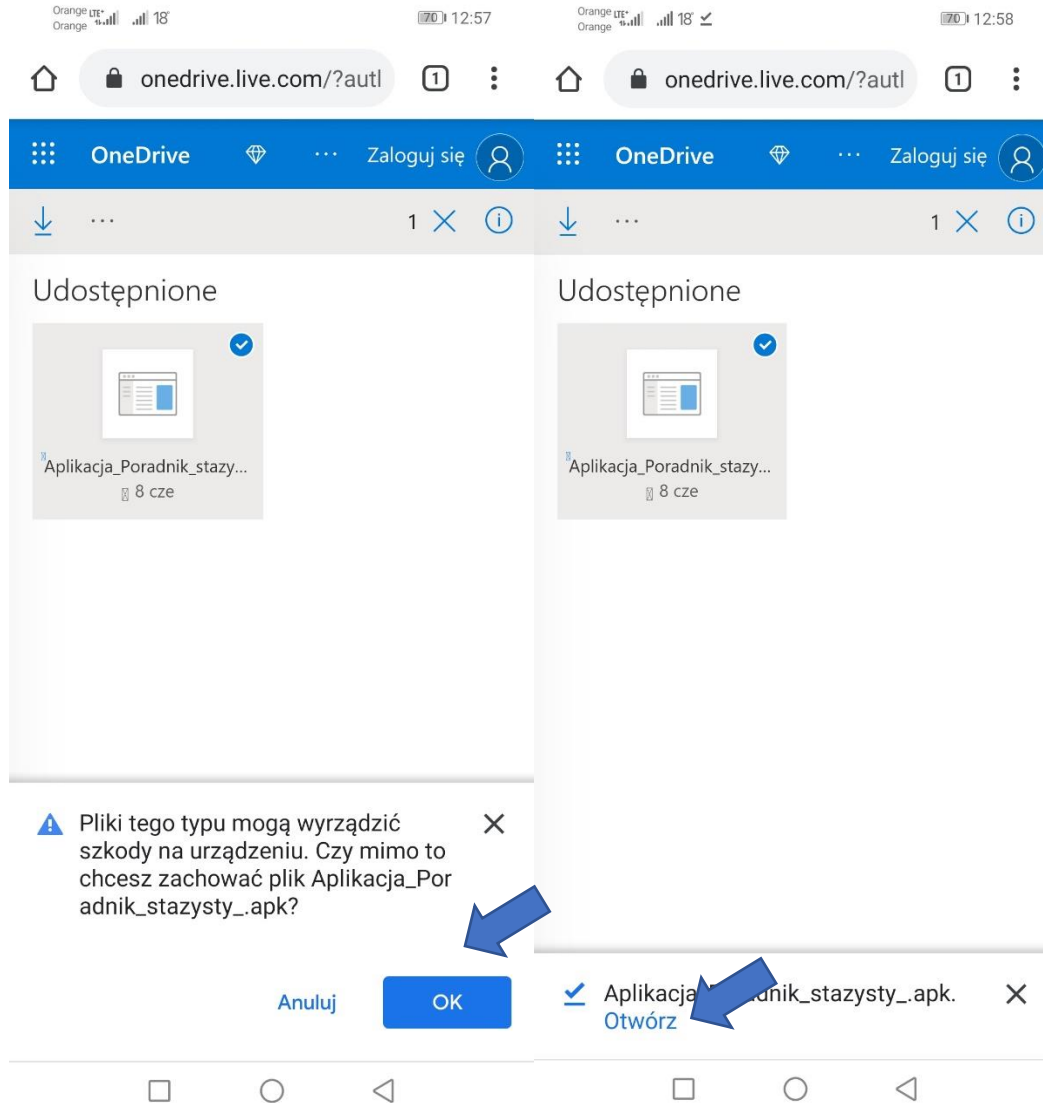 Orange LTE+ 18°
Orange
70 12:57
onedrive.live.com/?autl
1
OneDrive
Zaloguj się
1
Udostępnione
Aplikacja_Poradnik_stazy...
8 cze
Pliki tego typu mogą wyrządzić
szkody na urządzeniu. Czy mimo to
chcesz zachować plik Aplikacja_Por
adnik_stazysty_.apk?
Anuluj
OK
Orange LTE+ 18°
Orange
70 12:58
onedrive.live.com/?autl
1
OneDrive
Zaloguj się
1
Udostępnione
Aplikacja_Poradnik_stazy...
8 cze
Aplikacja adnik_stazysty_.apk.
Otwórz